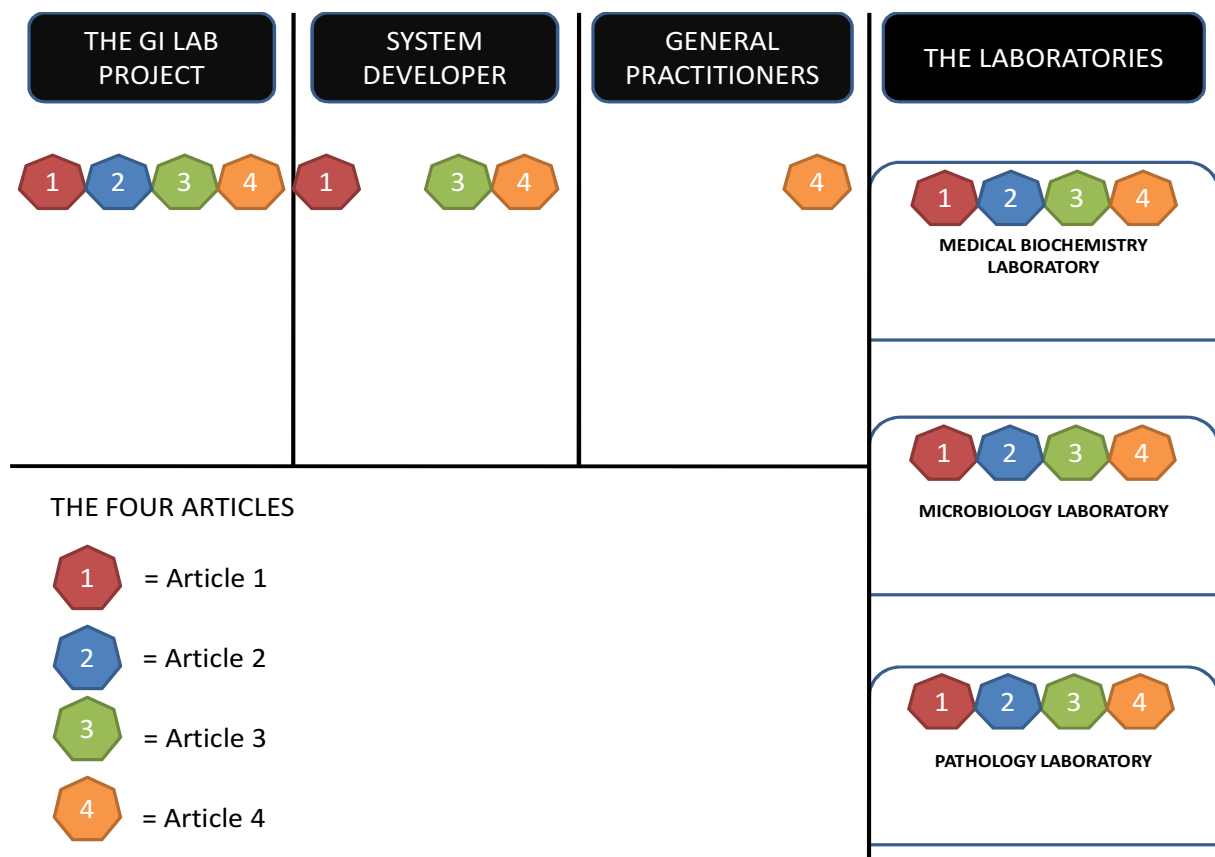 THE GI LAB
PROJECT
SYSTEM
DEVELOPER
GENERAL
PRACTITIONERS
THE LABORATORIES
1 2 3 4
1 3 4
4
1 2 3 4
MEDICAL BIOCHEMISTRY
LABORATORY
1 2 3 4
MICROBIOLOGY LABORATORY
1 2 3 4
PATHOLOGY LABORATORY
THE FOUR ARTICLES
1 = Article 1
2 = Article 2
3 = Article 3
4 = Article 4